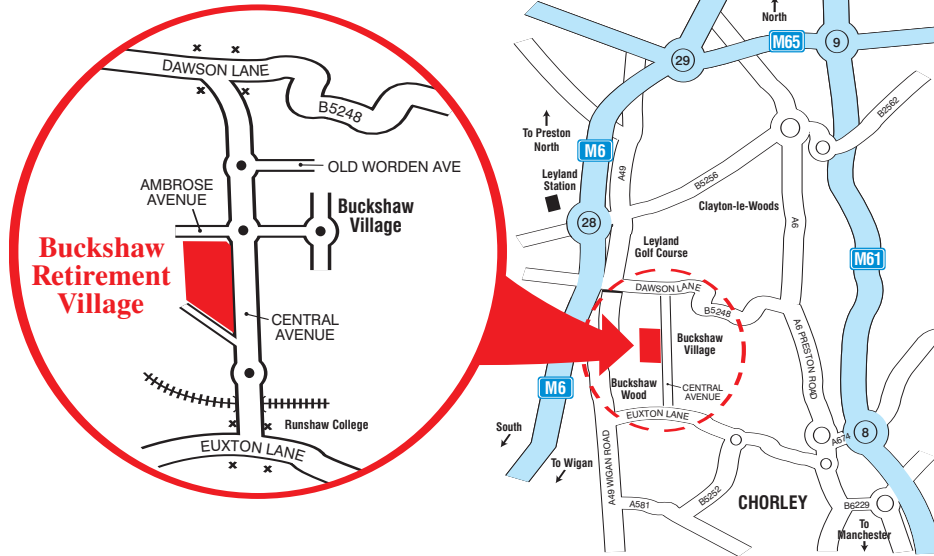 DAWSON LANE
B5248
OLD WORDEN AVE
AMBROSE
AVENUE
Buckshaw
Village
Buckshaw
Retirement
Village
CENTRAL
AVENUE
Runshaw College
EUXTON LANE
North
M65
9
29
B2562
To Preston
North
M6
A49
Leyland
Station
B5256
Clayton-le-Woods
A6
28
Leyland
Golf Course
M61
DAWSON LANE
B5248
A6 PRESTON ROAD
Buckshaw
Village
M6
Buckshaw
Wood
CENTRAL
AVENUE
EUXTON LANE
South
To Wigan
A49 WIGAN ROAD
A674
8
A581
B5252
CHORLEY
B6229
To
Manchester